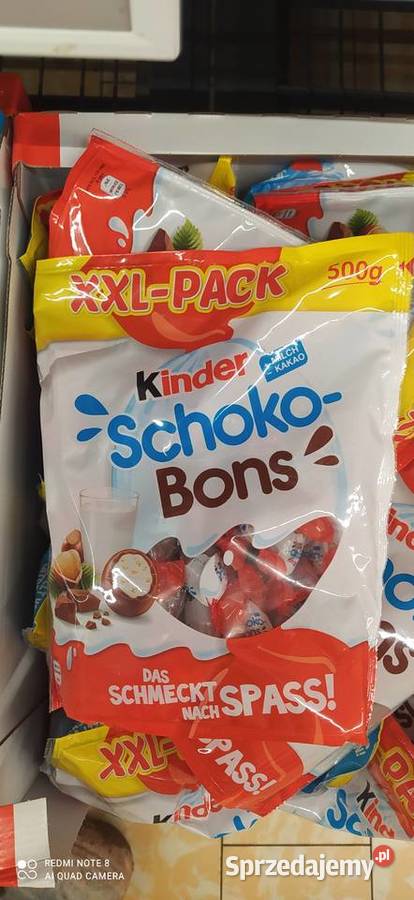 XXL-PACK
500g
Kinder
MILCH
KAKAO
Schoko-
Bons
DAS
SCHMECKT
NACH SPASS!
XXL-
SPASS!
Kinder
REDMI NOTE 8
AI QUAD CAMERA
Sprzedajemy.pl